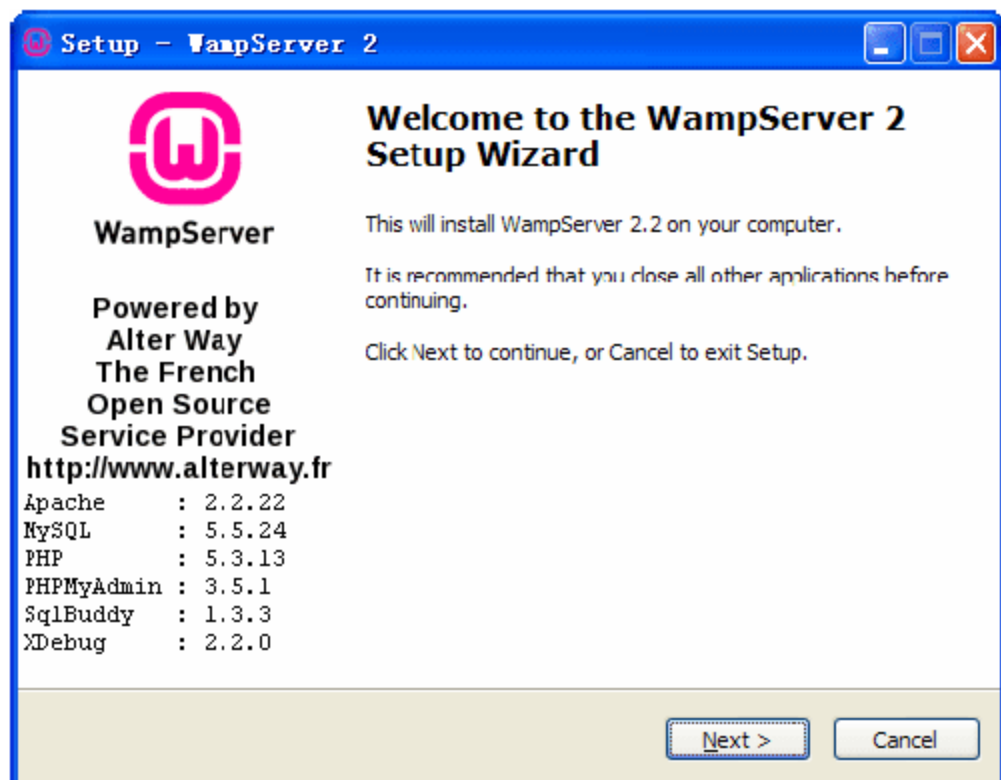 Setup - WampServer 2
WampServer
Powered by
Alter Way
The French
Open Source
Service Provider
http://www.alterway.fr
Apache : 2.2.22
MySQL : 5.5.24
PHP : 5.3.13
PHPMyAdmin : 3.5.1
SqlBuddy : 1.3.3
XDebug : 2.2.0
Welcome to the WampServer 2
Setup Wizard
This will install WampServer 2.2 on your computer.
It is recommended that you close all other applications before
continuing.
Click Next to continue, or Cancel to exit Setup.
Next >
Cancel